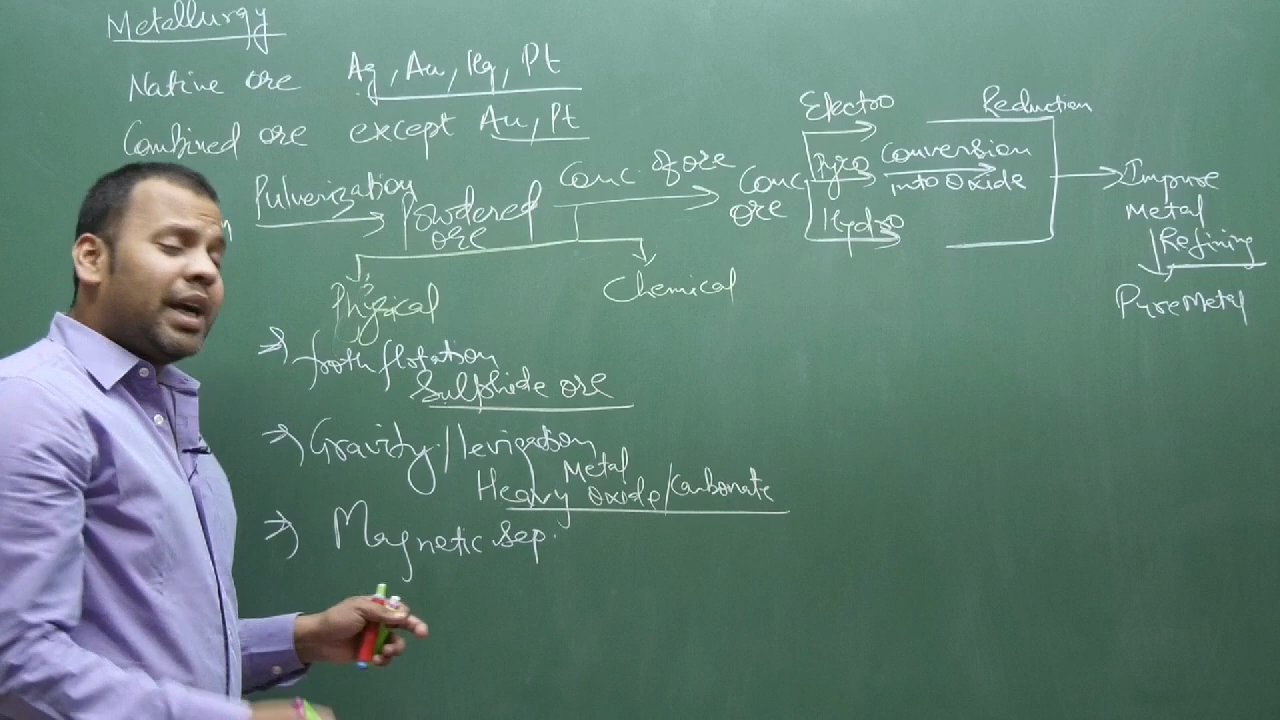 Metallurgy
Native ore Ag, Au, Hg, Pt
Combined ore except Au, Pt
Pulverization Powdered ore
Conc. of ore Conc. ore
Electro
Pyro Conversion into Oxide
Hydro
Reduction
Impure Metal
Refining
Pure Metal
Physical Chemical
⇒ froth flotation
Sulphide ore
⇒ Gravity / levigation
Metal
Heavy Oxide/Carbonate
⇒ Magnetic Sep.